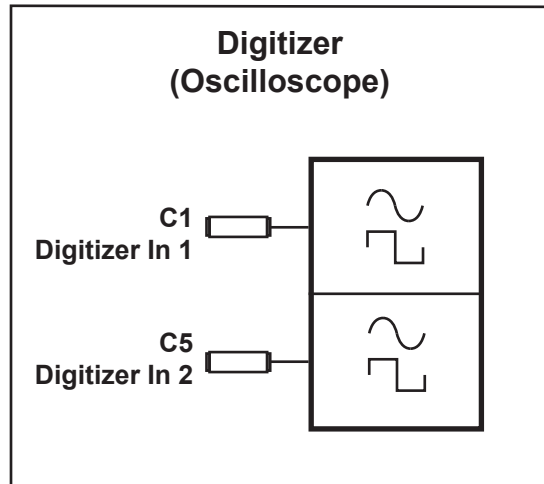 Digitizer
(Oscilloscope)
C1
Digitizer In 1
C5
Digitizer In 2